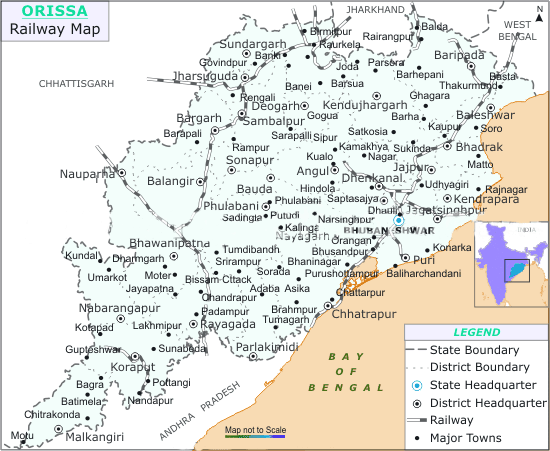 ORISSA
Railway Map
JHARKHAND
WEST
BENGAL
N
CHHATTISGARH
Birmitpur
Raurkela
Rairangpur
Balda
Sundargarh
Banki
Govindpur
Joda
Parsora
Baripada
Jharsuguda
Banei
Barsua
Barhepani
Basta
Thakurmund
Rengali
Deogarh
Kendujhargarh
Ghagara
Gogua
Baleshwar
Bargarh
Sambalpur
Barha
Barapali
Sarapalli
Sipur
Satkosia
Kaupur
Soro
Rampur
Kualo
Kamakhya
Sukinda
Bhadrak
Nauparha
Sonapur
Nagar
Matto
Balangir
Angul
Jajpur
Bauda
Hindola
Dhenkanal
Udhyagiri
Rajnagar
Phulabani
Phulabani
Saptasajya
Kendrapara
Sadinga
Putudi
Dhauli
Jagatsinghpur
Narsinghpur
Kalinga
Nayagarh
BHUBANESHWAR
Bhawanipatna
Orangan
Tumdibandh
Bhusandpur
Konarka
Kundal
Dhamgarh
Srirampur
Bhaninagar
Puri
Umarkot
Moter
Bissam Cttack
Sorada
Purushottampur
Baliharchandani
Jayapatna
Adaba
Asika
Chandrapur
Chattarpur
Nabarangapur
Padampur
Brahmpur
Chhatrapur
Kotapad
Lakhmipur
Rayagada
Tumagarh
Gupteshwar
Sunabeda
Parlakimidi
Koraput
Bagra
Pottangi
Batimela
Nandapur
Chitrakonda
Motu
Malkangiri
ANDHRA PRADESH
BAY
OF
BENGAL
Map not to Scale
INDIA
LEGEND
State Boundary
District Boundary
State Headquarter
District Headquarter
Railway
Major Towns